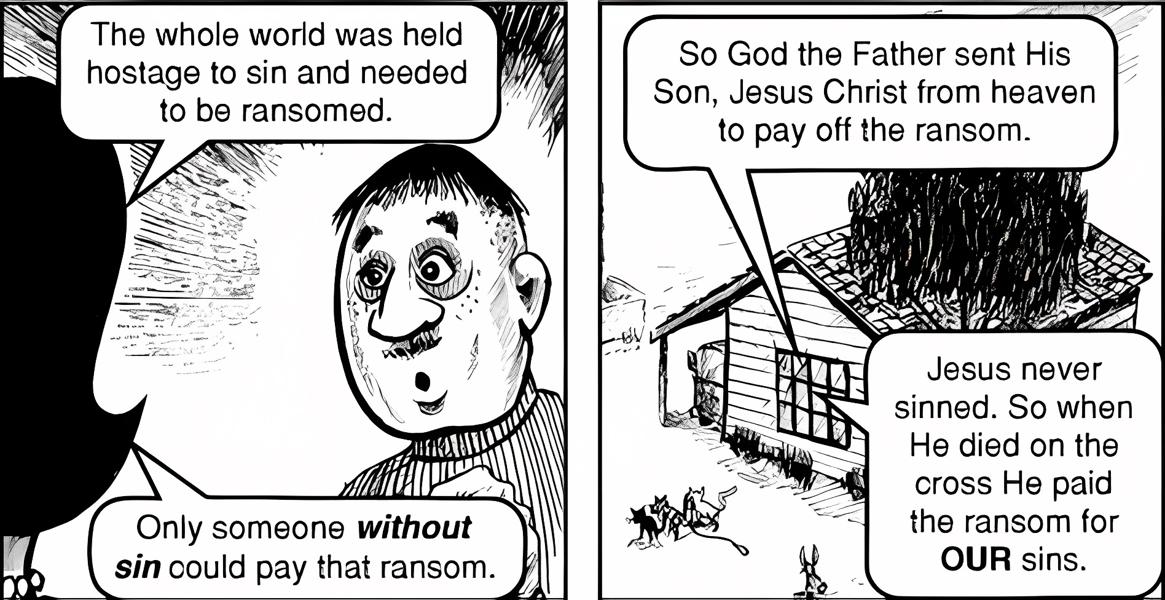 The whole world was held
hostage to sin and needed
to be ransomed.
Only someone without
sin could pay that ransom.
So God the Father sent His
Son, Jesus Christ from heaven
to pay off the ransom.
Jesus never
sinned. So when
He died on the
cross He paid
the ransom for
OUR sins.